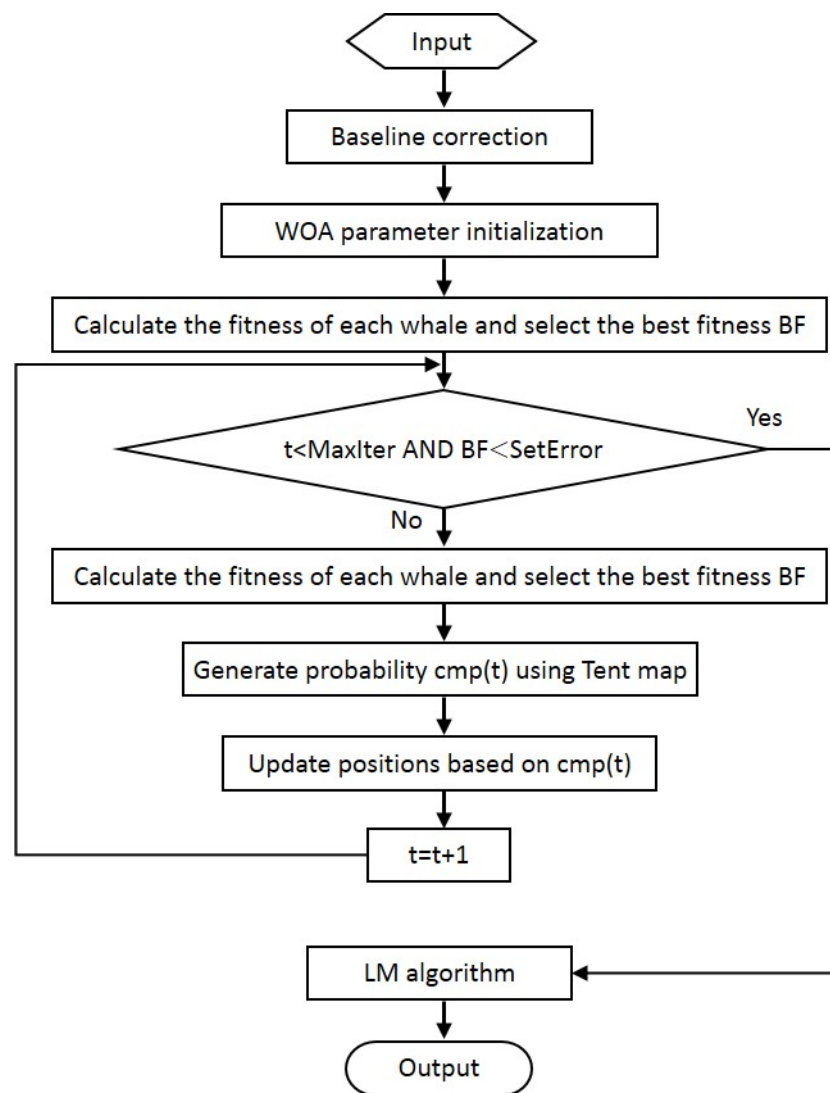 Input
Baseline correction
WOA parameter initialization
Calculate the fitness of each whale and select the best fitness BF
Yes
t<MaxIter AND BF＜SetError
No
Calculate the fitness of each whale and select the best fitness BF
Generate probability cmp(t) using Tent map
Update positions based on cmp(t)
t=t+1
LM algorithm
Output